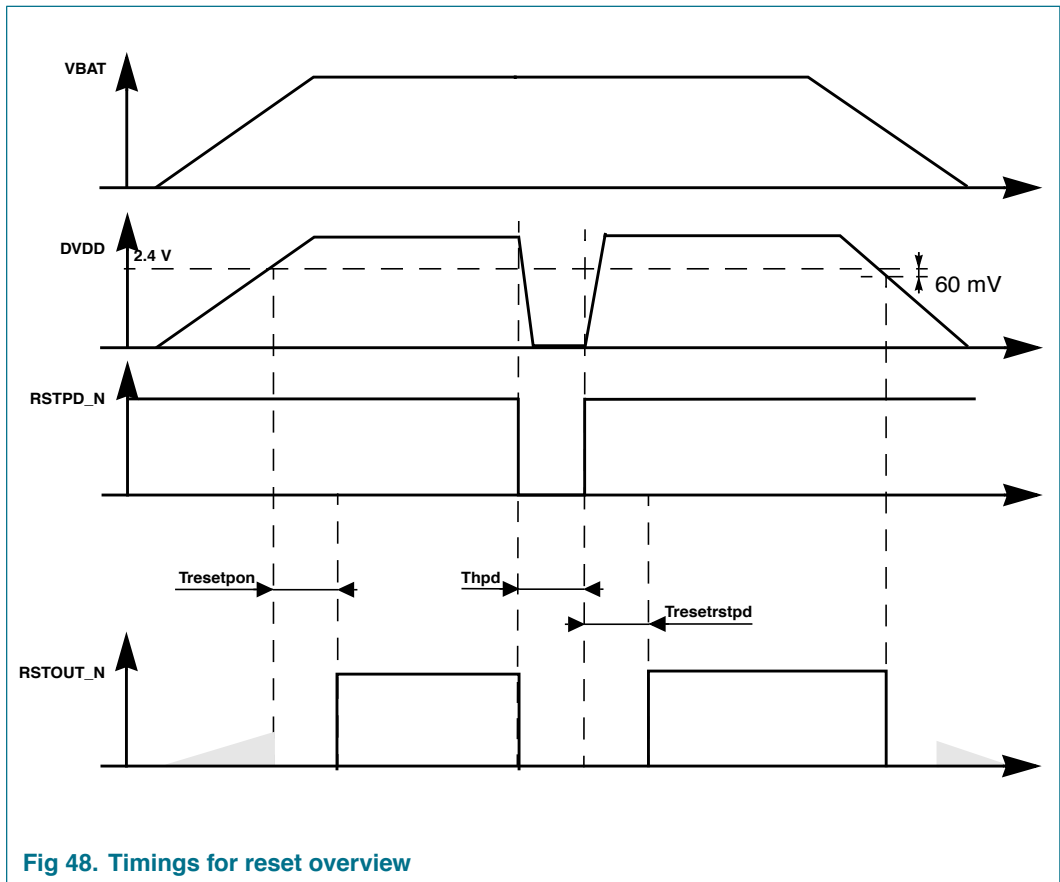 VBAT
DVDD
2.4 V
60 mV
RSTPD_N
Tresetpon
Thpd
Tresetrstpd
RSTOUT_N
Fig 48. Timings for reset overview